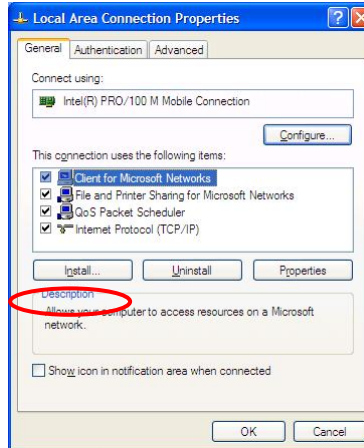 Local Area Connection Properties
General Authentication Advanced
Connect using:
Intel(R) PRO/100 M Mobile Connection
Configure...
This connection uses the following items:
Client for Microsoft Networks
File and Printer Sharing for Microsoft Networks
QoS Packet Scheduler
Internet Protocol (TCP/IP)
Install... Uninstall Properties
Description
Allows your computer to access resources on a Microsoft
network.
Show icon in notification area when connected
OK Cancel